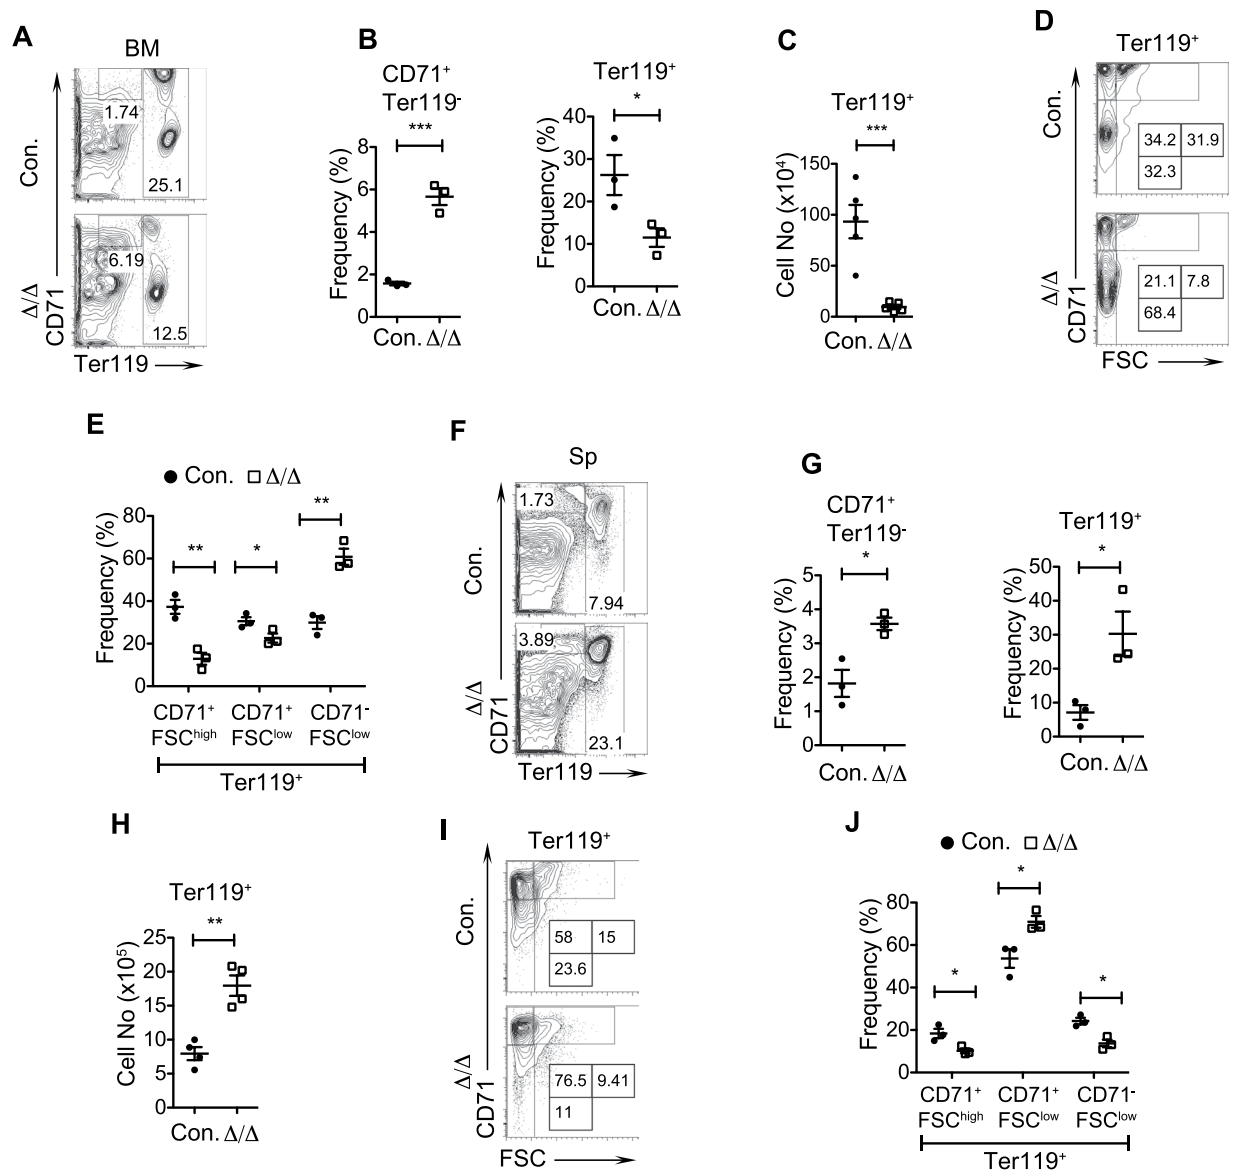 A
BM
Con.
1.74
25.1
Δ/Δ
CD71
6.19
12.5
Ter119
B
CD71+
Ter119-
***
Frequency (%)
8
6
4
2
0
Con. Δ/Δ
Ter119+
*
Frequency (%)
40
30
20
10
0
Con. Δ/Δ
C
Ter119+
***
Cell No (x10⁴)
150
100
50
0
Con. Δ/Δ
D
Ter119+
Con.
34.2 31.9
32.3
Δ/Δ
CD71
21.1 7.8
68.4
FSC
E
Con. Δ/Δ
** * **
Frequency (%)
80
60
40
20
0
CD71+ CD71+ CD71-
FSChigh FSClow FSClow
Ter119+
F
Sp
Con.
1.73
7.94
Δ/Δ
CD71
3.89
23.1
Ter119
G
CD71+
Ter119-
*
Frequency (%)
5
4
3
2
1
0
Con. Δ/Δ
Ter119+
*
Frequency (%)
50
40
30
20
10
0
Con. Δ/Δ
H
Ter119+
**
Cell No (x10⁵)
25
20
15
10
5
0
Con. Δ/Δ
I
Ter119+
Con.
58 15
23.6
Δ/Δ
CD71
76.5 9.41
11
FSC
J
Con. Δ/Δ
* * *
Frequency (%)
80
60
40
20
0
CD71+ CD71+ CD71-
FSChigh FSClow FSClow
Ter119+